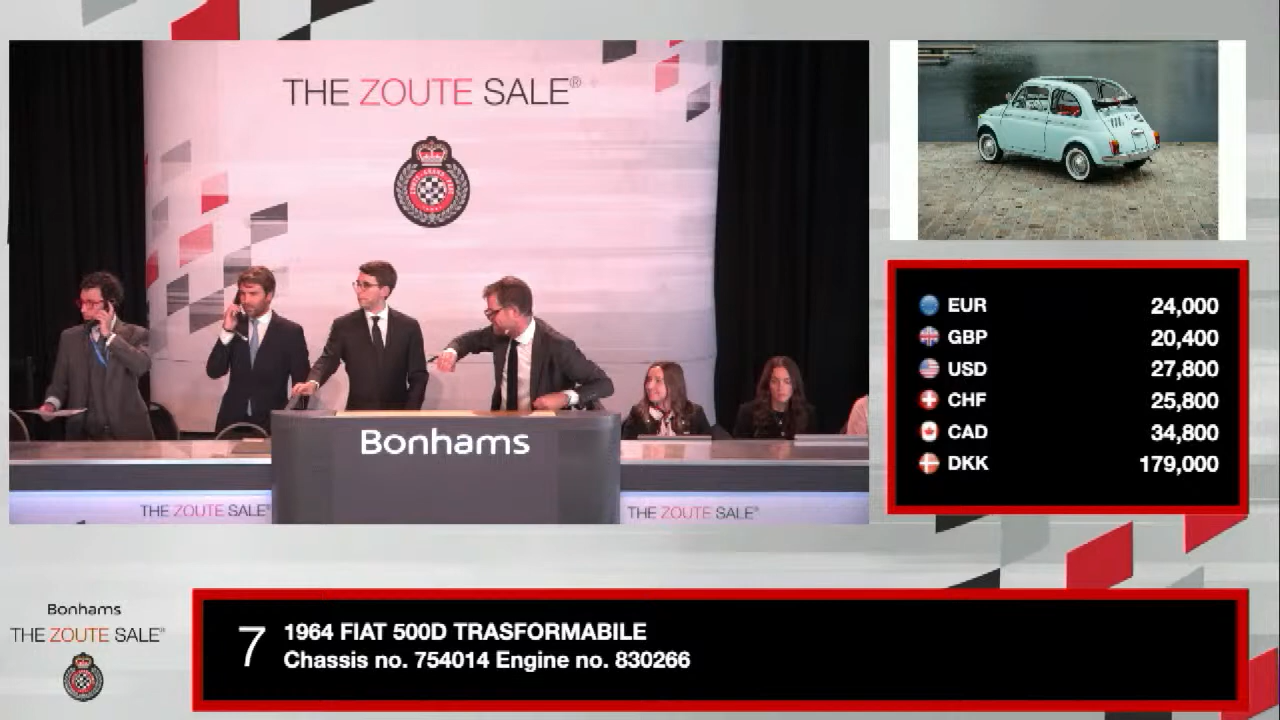 THE ZOUTE SALE®
Bonhams
THE ZOUTE SALE®
THE ZOUTE SALE®
EUR 24,000
GBP 20,400
USD 27,800
CHF 25,800
CAD 34,800
DKK 179,000
Bonhams
THE ZOUTE SALE®
7
1964 FIAT 500D TRASFORMABILE
Chassis no. 754014 Engine no. 830266